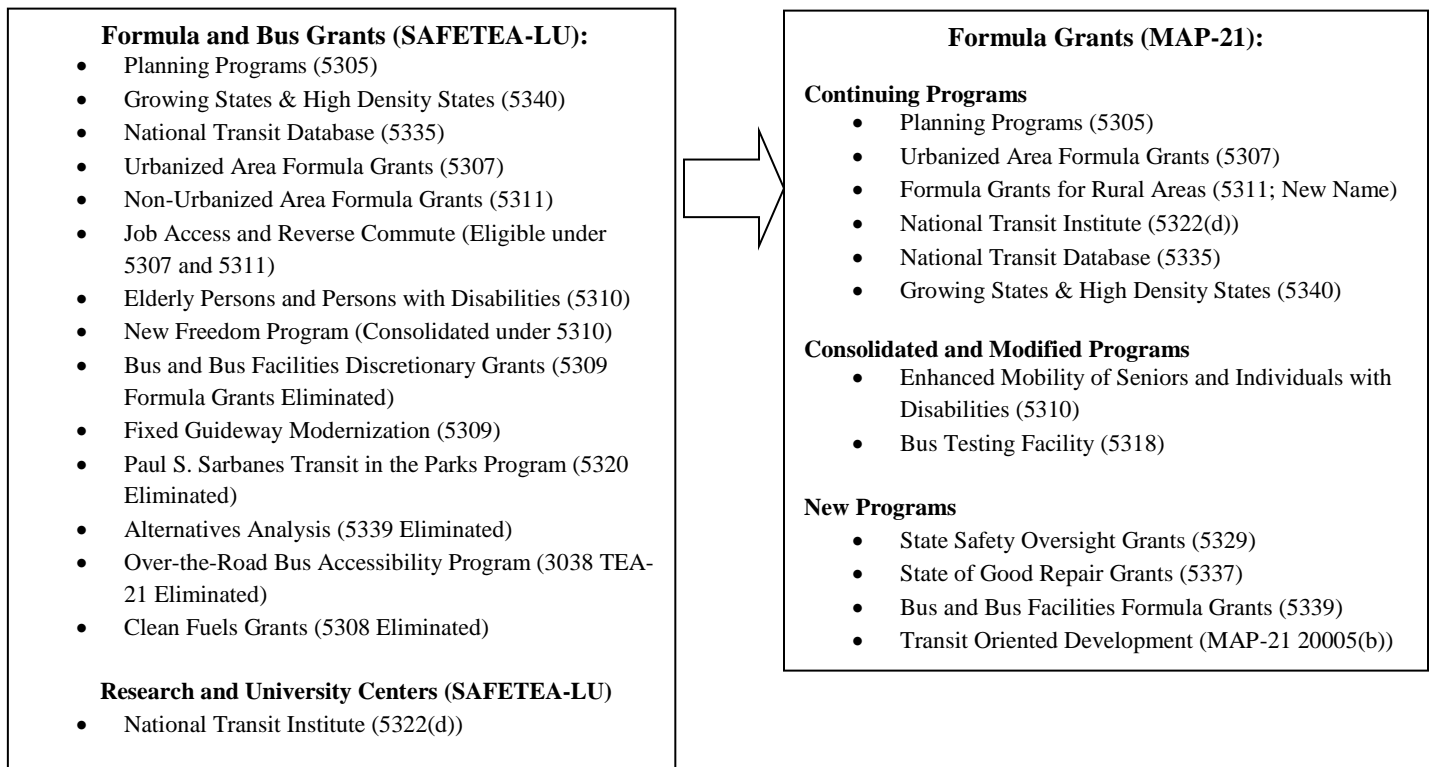 Formula and Bus Grants (SAFETEA-LU):
• Planning Programs (5305)
• Growing States & High Density States (5340)
• National Transit Database (5335)
• Urbanized Area Formula Grants (5307)
• Non-Urbanized Area Formula Grants (5311)
• Job Access and Reverse Commute (Eligible under
5307 and 5311)
• Elderly Persons and Persons with Disabilities (5310)
• New Freedom Program (Consolidated under 5310)
• Bus and Bus Facilities Discretionary Grants (5309
Formula Grants Eliminated)
• Fixed Guideway Modernization (5309)
• Paul S. Sarbanes Transit in the Parks Program (5320
Eliminated)
• Alternatives Analysis (5339 Eliminated)
• Over-the-Road Bus Accessibility Program (3038 TEA-
21 Eliminated)
• Clean Fuels Grants (5308 Eliminated)
Research and University Centers (SAFETEA-LU)
• National Transit Institute (5322(d))
Formula Grants (MAP-21):
Continuing Programs
• Planning Programs (5305)
• Urbanized Area Formula Grants (5307)
• Formula Grants for Rural Areas (5311; New Name)
• National Transit Institute (5322(d))
• National Transit Database (5335)
• Growing States & High Density States (5340)
Consolidated and Modified Programs
• Enhanced Mobility of Seniors and Individuals with
Disabilities (5310)
• Bus Testing Facility (5318)
New Programs
• State Safety Oversight Grants (5329)
• State of Good Repair Grants (5337)
• Bus and Bus Facilities Formula Grants (5339)
• Transit Oriented Development (MAP-21 20005(b))